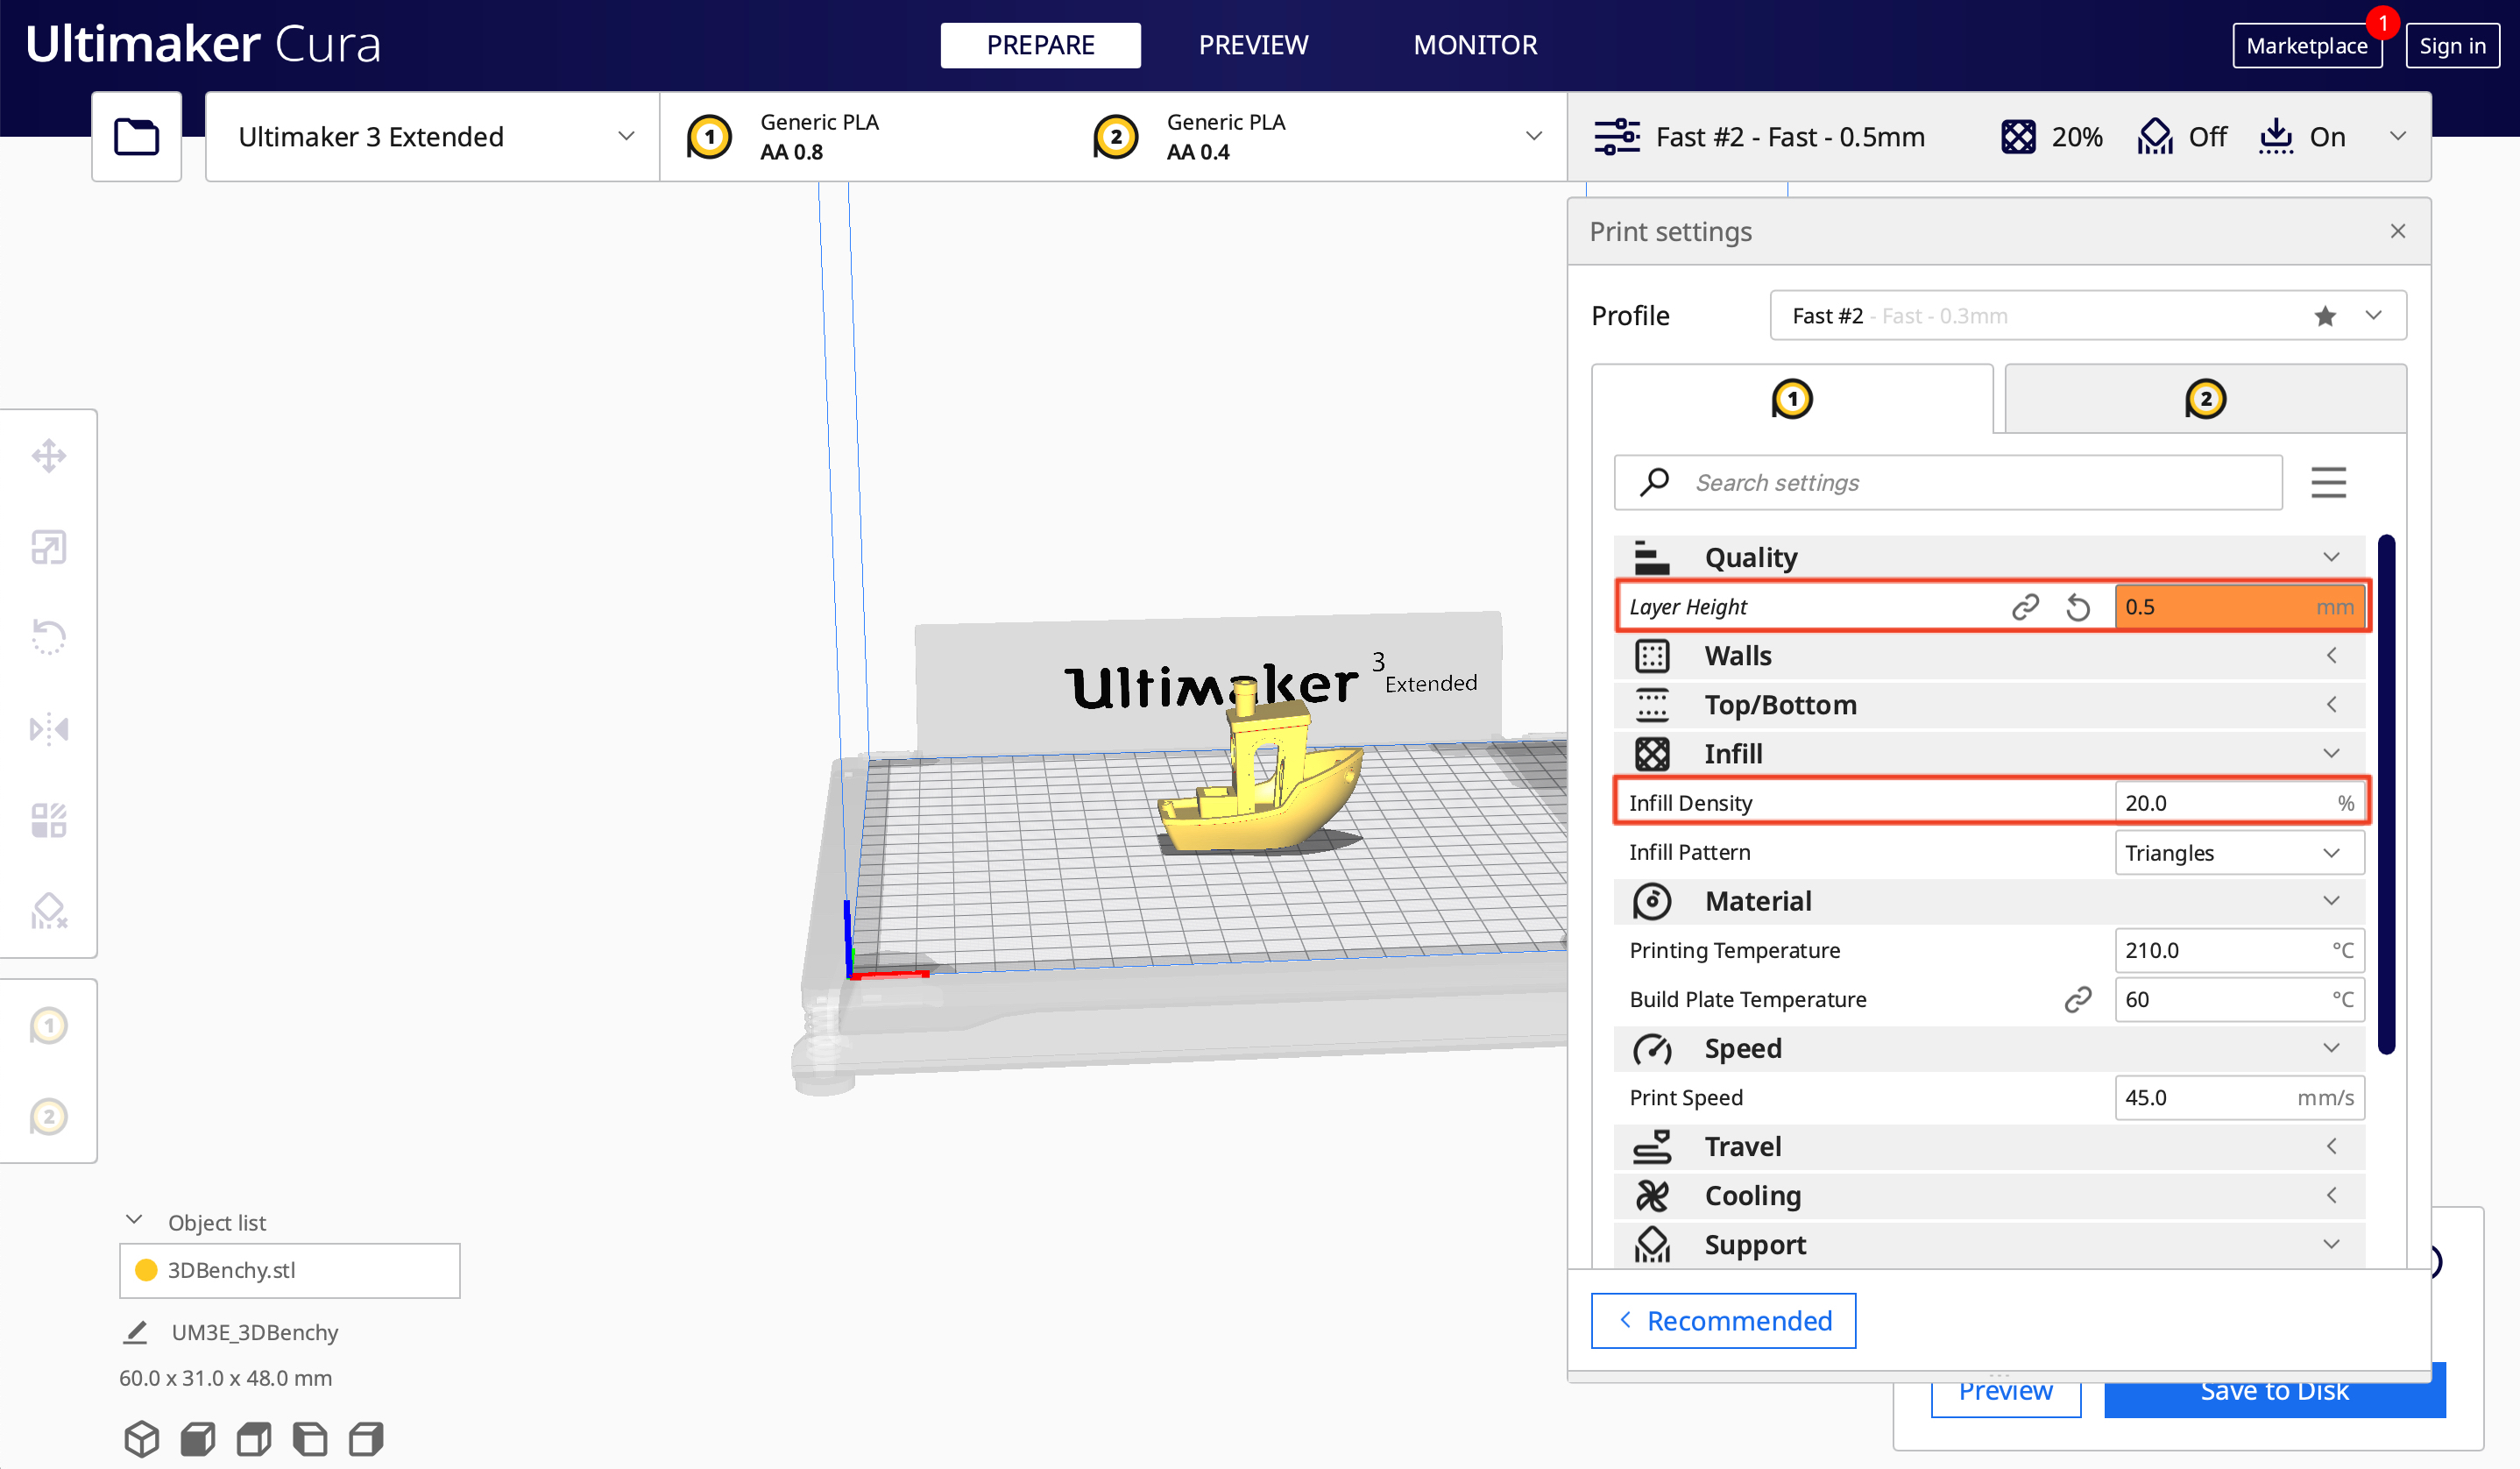 Ultimaker Cura
PREPARE
PREVIEW
MONITOR
Marketplace
1
Sign in
Ultimaker 3 Extended
1
Generic PLA
AA 0.8
2
Generic PLA
AA 0.4
Fast #2 - Fast - 0.5mm
20%
Off
On
Print settings
Profile
Fast #2 - Fast - 0.3mm
1
2
Search settings
Quality
Layer Height
0.5 mm
Walls
Top/Bottom
Infill
Infill Density
20.0 %
Infill Pattern
Triangles
Material
Printing Temperature
210.0 °C
Build Plate Temperature
60 °C
Speed
Print Speed
45.0 mm/s
Travel
Cooling
Support
Recommended
Preview
Save to Disk
Ultimaker 3
Extended
1
2
Object list
3DBenchy.stl
UM3E_3DBenchy
60.0 x 31.0 x 48.0 mm